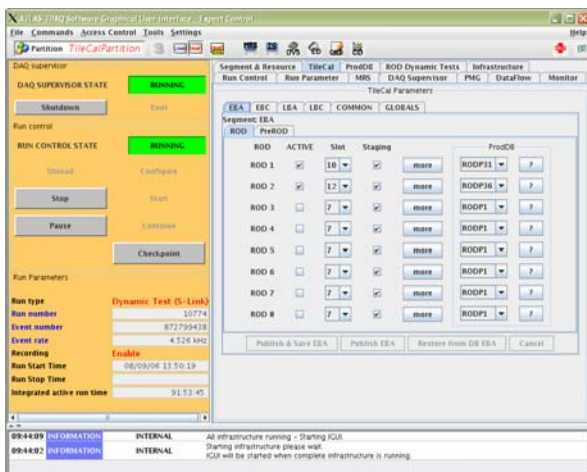 ATLAS TDAQ Software Graphical User Interface - Expert Control
File Commands Access Control Tools Settings Help
Partition TileCalPartition
DAQ supervisor
DAQ SUPERVISOR STATE RUNNING
Shutdown Boot
Run control
RUN CONTROL STATE RUNNING
Unload Configure
Stop Start
Pause Continue
Checkpoint
Run Parameters
Run type Dynamic Test (S-Link)
Run number 10774
Event number 872799438
Event rate 4.526 kHz
Recording Enable
Run Start Time 08/09/06 13:50:19
Run Stop Time
Integrated active run time 91:53:45
Segment & Resource TileCal ProdDB ROD Dynamic Tests Infrastructure
Run Control Run Parameter MRS DAQ Supervisor PMG DataFlow Monitor
TileCal Parameters
EBA EBC LBA LBC COMMON GLOBALS
Segment: EBA
ROD PreROD
ROD ACTIVE Slot Staging ProdDB
ROD 1 10 more RODP31 ?
ROD 2 12 more RODP36 ?
ROD 3 7 more RODP1 ?
ROD 4 7 more RODP1 ?
ROD 5 7 more RODP1 ?
ROD 6 7 more RODP1 ?
ROD 7 7 more RODP1 ?
ROD 8 7 more RODP1 ?
Publish & Save EBA Publish EBA Restore from DB EBA Cancel
09:44:09 INFORMATION INTERNAL All infrastructure running - Starting IGUI.
09:44:02 INFORMATION INTERNAL Starting infrastructure please wait.
IGUI will be started when complete infrastructure is running.